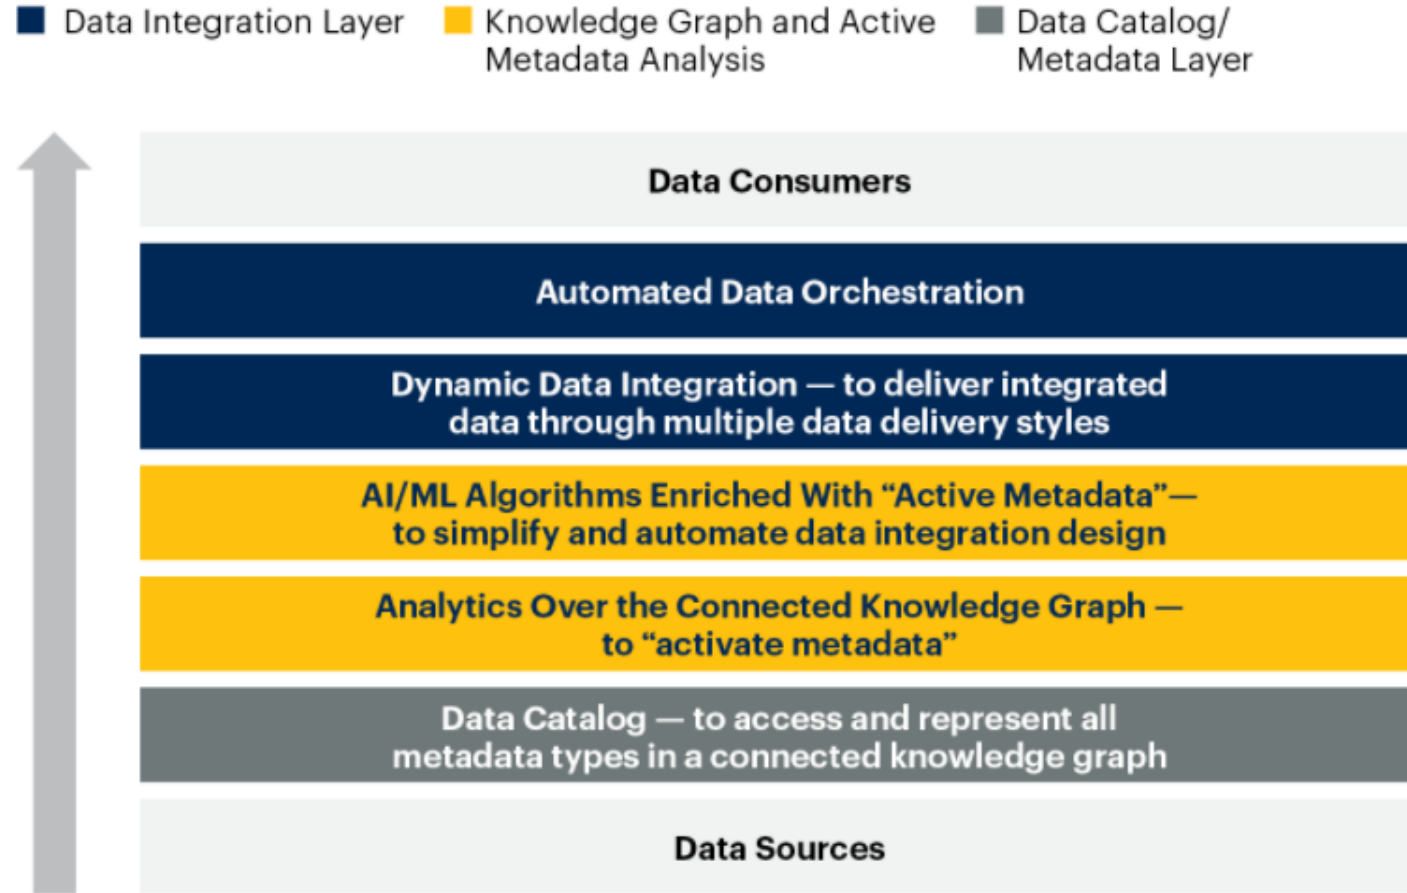 Data Integration Layer
Knowledge Graph and Active
Metadata Analysis
Data Catalog/
Metadata Layer
Data Consumers
Automated Data Orchestration
Dynamic Data Integration — to deliver integrated
data through multiple data delivery styles
AI/ML Algorithms Enriched With “Active Metadata”—
to simplify and automate data integration design
Analytics Over the Connected Knowledge Graph —
to “activate metadata”
Data Catalog — to access and represent all
metadata types in a connected knowledge graph
Data Sources